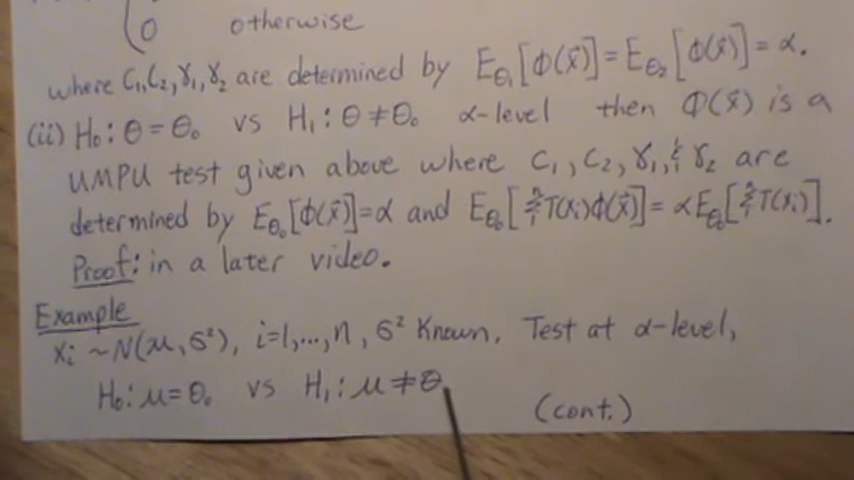 0 otherwise
where C₁, C₂, γ₁, γ₂ are determined by E_θ₁[ϕ(x⃗)] = E_θ₂[ϕ(x⃗)] = α.
(ii) H₀: θ = θ₀ vs H₁: θ ≠ θ₀ α-level then ϕ(x⃗) is a
UMPU test given above where C₁, C₂, γ₁, & γ₂ are
determined by E_θ₀[ϕ(x⃗)] = α and E_θ₀[Σ₁ⁿ T(xᵢ)ϕ(x⃗)] = αE_θ₀[Σ₁ⁿ T(xᵢ)].
Proof: in a later video.
Example
xᵢ ~ N(μ, σ²), i=1,...,n, σ² Known. Test at α-level,
H₀: μ = θ₀ vs H₁: μ ≠ θ
(cont.)